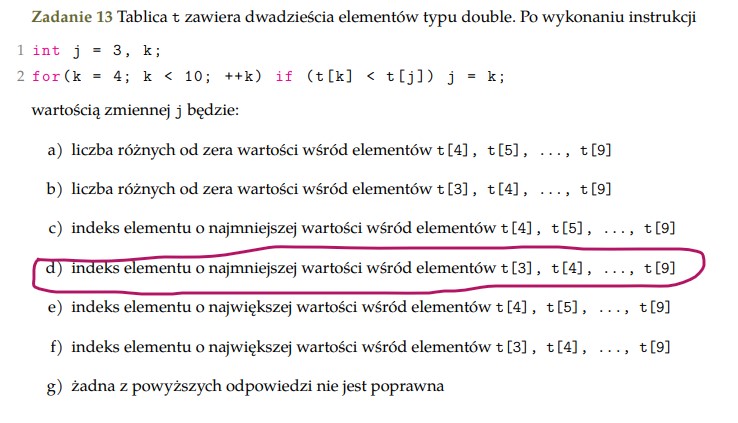 Zadanie 13 Tablica t zawiera dwadzieścia elementów typu double. Po wykonaniu instrukcji
1 int j = 3, k;
2 for(k = 4; k < 10; ++k) if (t[k] < t[j]) j = k;
wartością zmiennej j będzie:
a) liczba różnych od zera wartości wśród elementów t[4], t[5], ..., t[9]
b) liczba różnych od zera wartości wśród elementów t[3], t[4], ..., t[9]
c) indeks elementu o najmniejszej wartości wśród elementów t[4], t[5], ..., t[9]
d) indeks elementu o najmniejszej wartości wśród elementów t[3], t[4], ..., t[9]
e) indeks elementu o największej wartości wśród elementów t[4], t[5], ..., t[9]
f) indeks elementu o największej wartości wśród elementów t[3], t[4], ..., t[9]
g) żadna z powyższych odpowiedzi nie jest poprawna